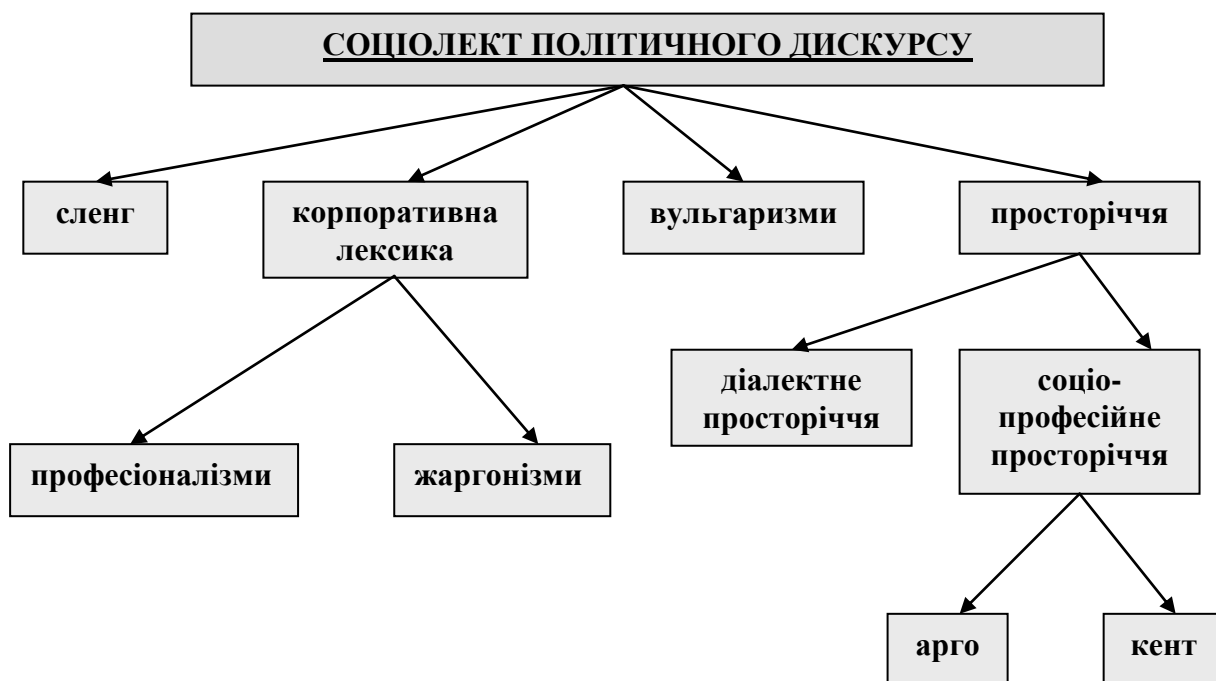 СОЦІОЛЕКТ ПОЛІТИЧНОГО ДИСКУРСУ
сленг
корпоративна
лексика
вульгаризми
просторіччя
діалектне
просторіччя
соціо-
професійне
просторіччя
професіоналізми
жаргонізми
арго
кент